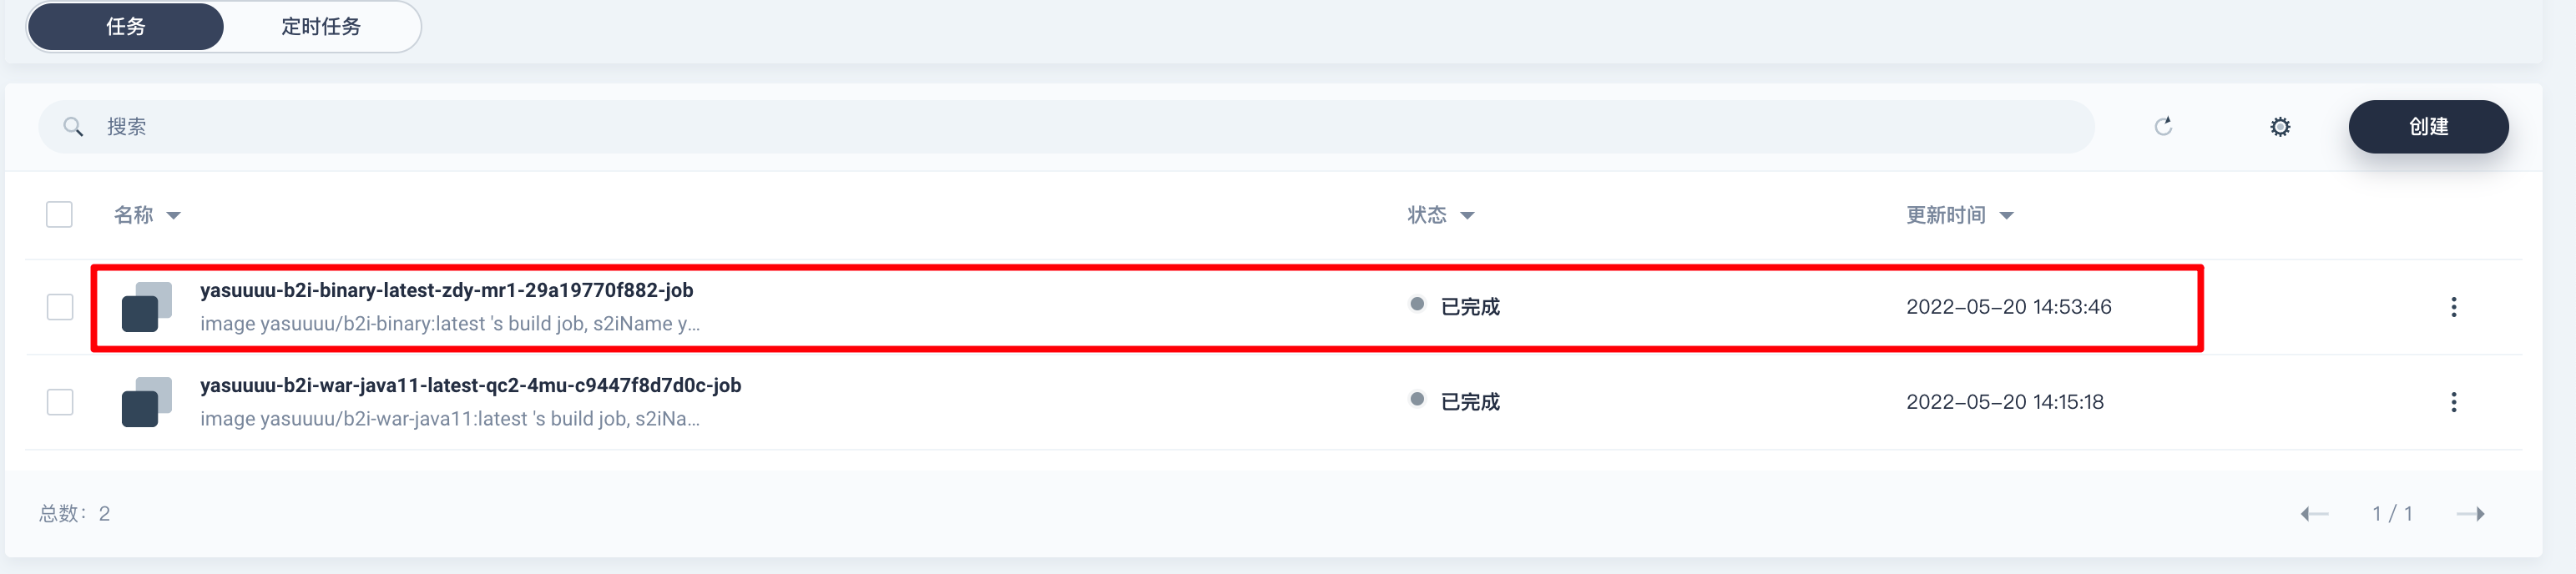 任务 定时任务
搜索 创建
名称 状态 更新时间
yasuuuu-b2i-binary-latest-zdy-mr1-29a19770f882-job
image yasuuuu/b2i-binary:latest 's build job, s2iName y...
已完成 2022-05-20 14:53:46
yasuuuu-b2i-war-java11-latest-qc2-4mu-c9447f8d7d0c-job
image yasuuuu/b2i-war-java11:latest 's build job, s2iNa...
已完成 2022-05-20 14:15:18
总数：2 1 / 1